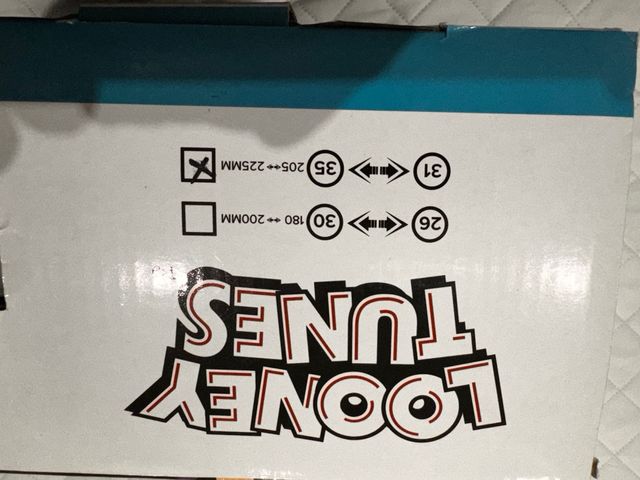 LOONEY
TUNES
26 30 180 ↔ 200MM
31 35 205 ↔ 225MM